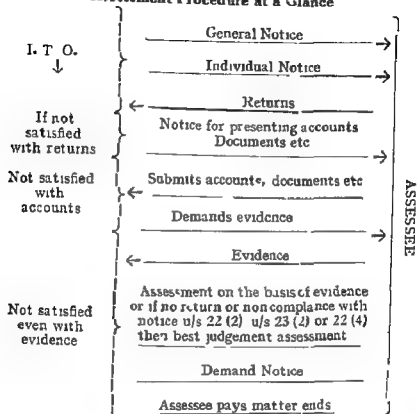 Procedure at a Glance
I. T O.
General Notice
Individual Notice
Returns
If not
satisfied
with returns
Notice for presenting accounts
Documents etc
Not satisfied
with
accounts
Submits accounte, documents etc
Demands evidence
Evidence
ASSESSEE
Not satisfied
even with
evidence
Assessment on the basis of evidence
or if no return or non compliance with
notice u/s 22 (2) u/s 23 (2) or 22 (4)
then best judgement assessment
Demand Notice
Assessee pays matter ends